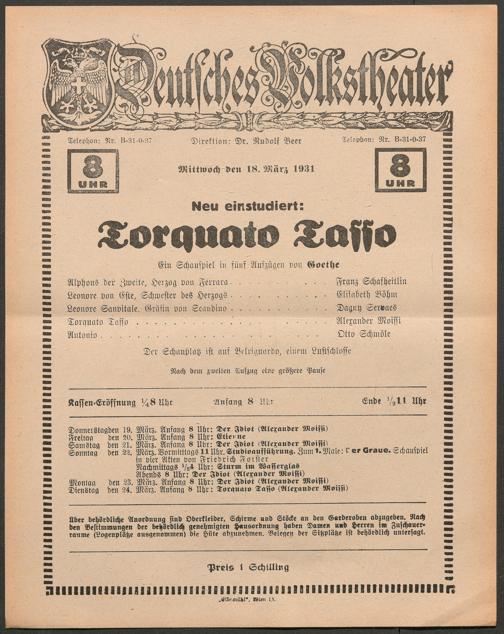 Deutsches Volkstheater
Telephon: Nr. B-31-0-37 Direktion: Dr. Rudolf Beer Telephon: Nr. B-31-0-37
8 UHR Mittwoch den 18. März 1931 8 UHR
Neu einstudiert:
Torquato Tasso
Ein Schauspiel in fünf Aufzügen von Goethe
Alphons der Zweite, Herzog von Ferrara . . . . . . . . . Franz Schafheitlin
Leonore von Este, Schwester des Herzogs . . . . . . . . . Elisabeth Böhm
Leonore Sanvitale, Gräfin von Scandino . . . . . . . . . Dagny Servaes
Torquato Tasso . . . . . . . . . . . . . . . . . . Alexander Moissi
Antonio . . . . . . . . . . . . . . . . . . . . . Otto Schmöle
Der Schauplatz ist auf Belriguardo, einem Lustschlosse
Nach dem zweiten Aufzug eine größere Pause
Kassen-Eröffnung 1/4 8 Uhr Anfang 8 Uhr Ende 1/2 11 Uhr
Donnerstag den 19. März. Anfang 8 Uhr: Der Idiot (Alexander Moissi)
Freitag den 20. März. Anfang 8 Uhr: Etienne
Samstag den 21. März. Anfang 8 Uhr: Der Idiot (Alexander Moissi)
Sonntag den 22. März. Vormittags 11 Uhr. Studioaufführung. Zum 1. Male: Der Graue. Schauspiel
in vier Akten von Friedrich Forster
Nachmittags Uhr: Sturm im Wasserglas
Abends 8 Uhr: Der Idiot (Alexander Moissi)
Montag den 23. März. Anfang 8 Uhr: Der Idiot (Alexander Moissi)
Dienstag den 24. März. Anfang 8 Uhr: Torquato Tasso (Alexander Moissi)
Über behördliche Anordnung sind Oberkleider, Schirme und Stöcke an den Garderoben abzugeben. Nach
den Bestimmungen der behördlich genehmigten Hausordnung haben Damen und Herren im Zuschauer-
raume (Logenplätze ausgenommen) die Hüte abzunehmen. Belegen der Sitzplätze ist behördlich untersagt.
Preis 1 Schilling
„Elbemühl“, Wien IX.